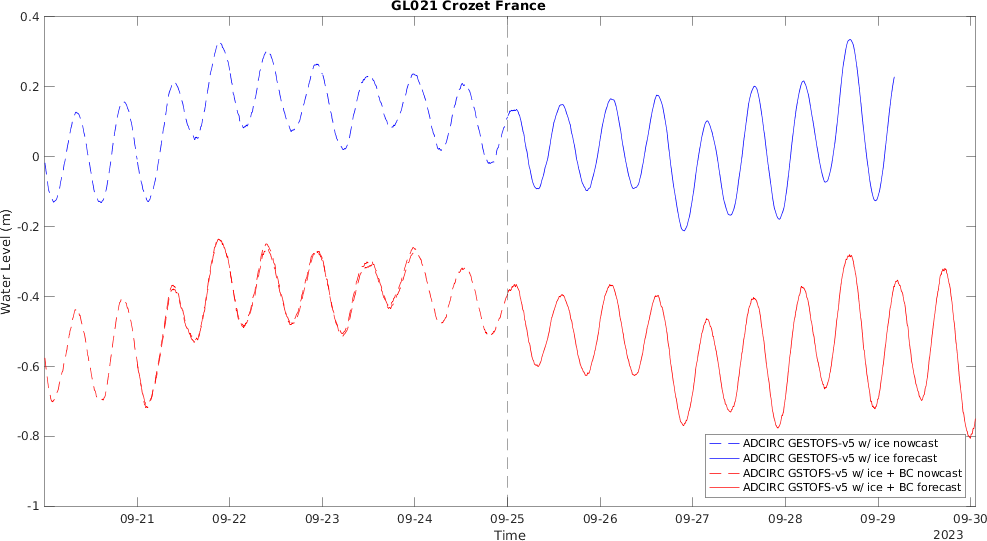 GL021 Crozet France
0.4
0.2
0
-0.2
-0.4
-0.6
-0.8
-1
Water Level (m)
09-21 09-22 09-23 09-24 09-25 09-26 09-27 09-28 09-29 09-30
Time
2023
ADCIRC GESTOFS-v5 w/ ice nowcast
ADCIRC GESTOFS-v5 w/ ice forecast
ADCIRC GSTOFS-v5 w/ ice + BC nowcast
ADCIRC GSTOFS-v5 w/ ice + BC forecast